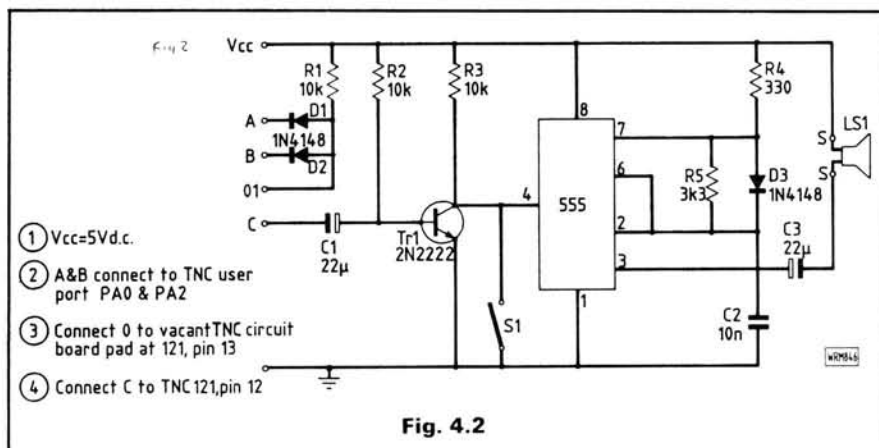 Fig 2
Vcc
R1
10k
R2
10k
R3
10k
R4
330
LS1
A
D1
1N4148
B
D2
01
C
C1
22µ
Tr1
2N2222
S1
4
555
8
7
6
2
3
1
R5
3k3
D3
1N4148
S
S
C3
22µ
C2
10n
WRM846
1 Vcc=5Vd.c.
2 A&B connect to TNC user
port PA0 & PA2
3 Connect 0 to vacant TNC circuit
board pad at 121, pin 13
4 Connect C to TNC 121, pin 12
Fig. 4.2